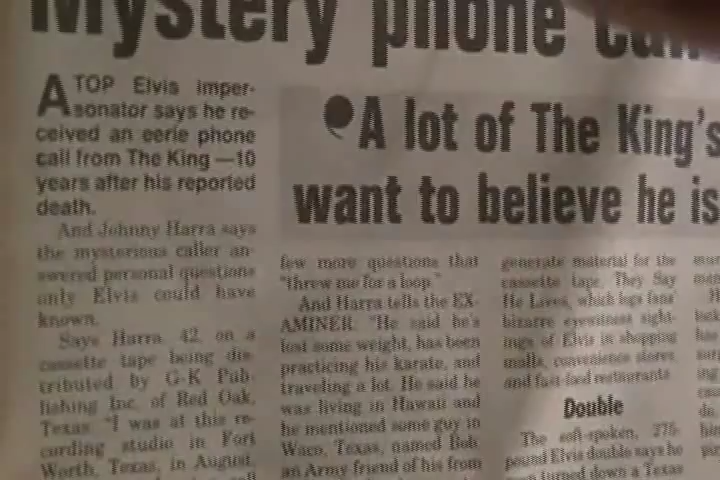 Mystery phone
A TOP Elvis imper-
sonator says he re-
ceived an eerie phone
call from The King —10
years after his reported
death.
And Johnny Harra says
the mysterious caller an-
swered personal questions
only Elvis could have
known.
Says Harra, 42, on a
cassette tape being dis-
tributed by G-K Pub-
lishing Inc. of Red Oak,
Texas: "I was at this re-
cording studio in Fort
Worth, Texas, in August,
‘A lot of The King's
want to believe he is
few more questions that
"threw me for a loop."
And Harra tells the EX-
AMINER: "He said he's
lost some weight, has been
practicing his karate, and
traveling a lot. He said he
was living in Hawaii and
he mentioned some guy in
Waco, Texas, named Bob,
an Army friend of his from
generate material for the
cassette tape, They Say
He Lives, which logs fans'
bizarre eyewitness sight-
ings of Elvis in shopping
malls, convenience stores
and fast-food restaurants.
Double
The soft-spoken, 275-
pound Elvis double says he
turned down a Texas